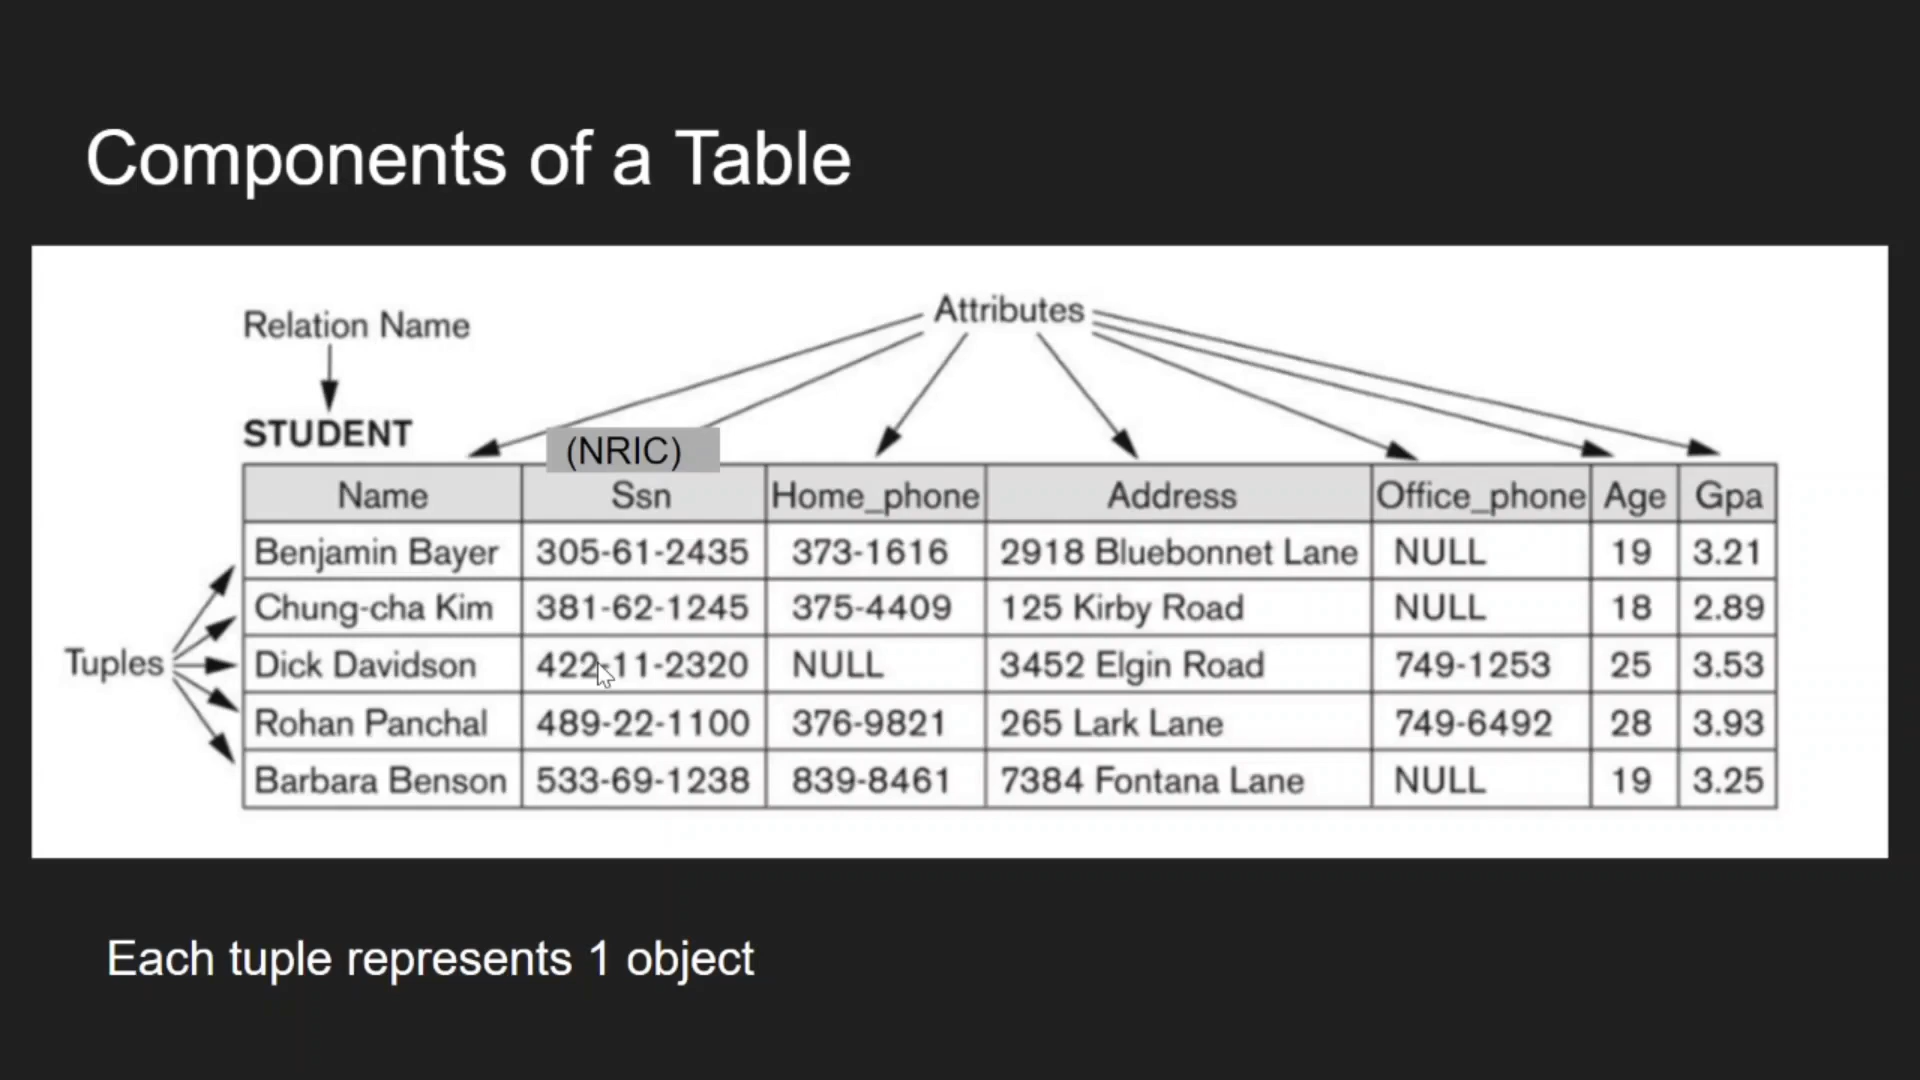 Components of a Table
Relation Name
Attributes
STUDENT
(NRIC)
Name Ssn Home_phone Address Office_phone Age Gpa
Benjamin Bayer 305-61-2435 373-1616 2918 Bluebonnet Lane NULL 19 3.21
Chung-cha Kim 381-62-1245 375-4409 125 Kirby Road NULL 18 2.89
Tuples
Dick Davidson 422-11-2320 NULL 3452 Elgin Road 749-1253 25 3.53
Rohan Panchal 489-22-1100 376-9821 265 Lark Lane 749-6492 28 3.93
Barbara Benson 533-69-1238 839-8461 7384 Fontana Lane NULL 19 3.25
Each tuple represents 1 object